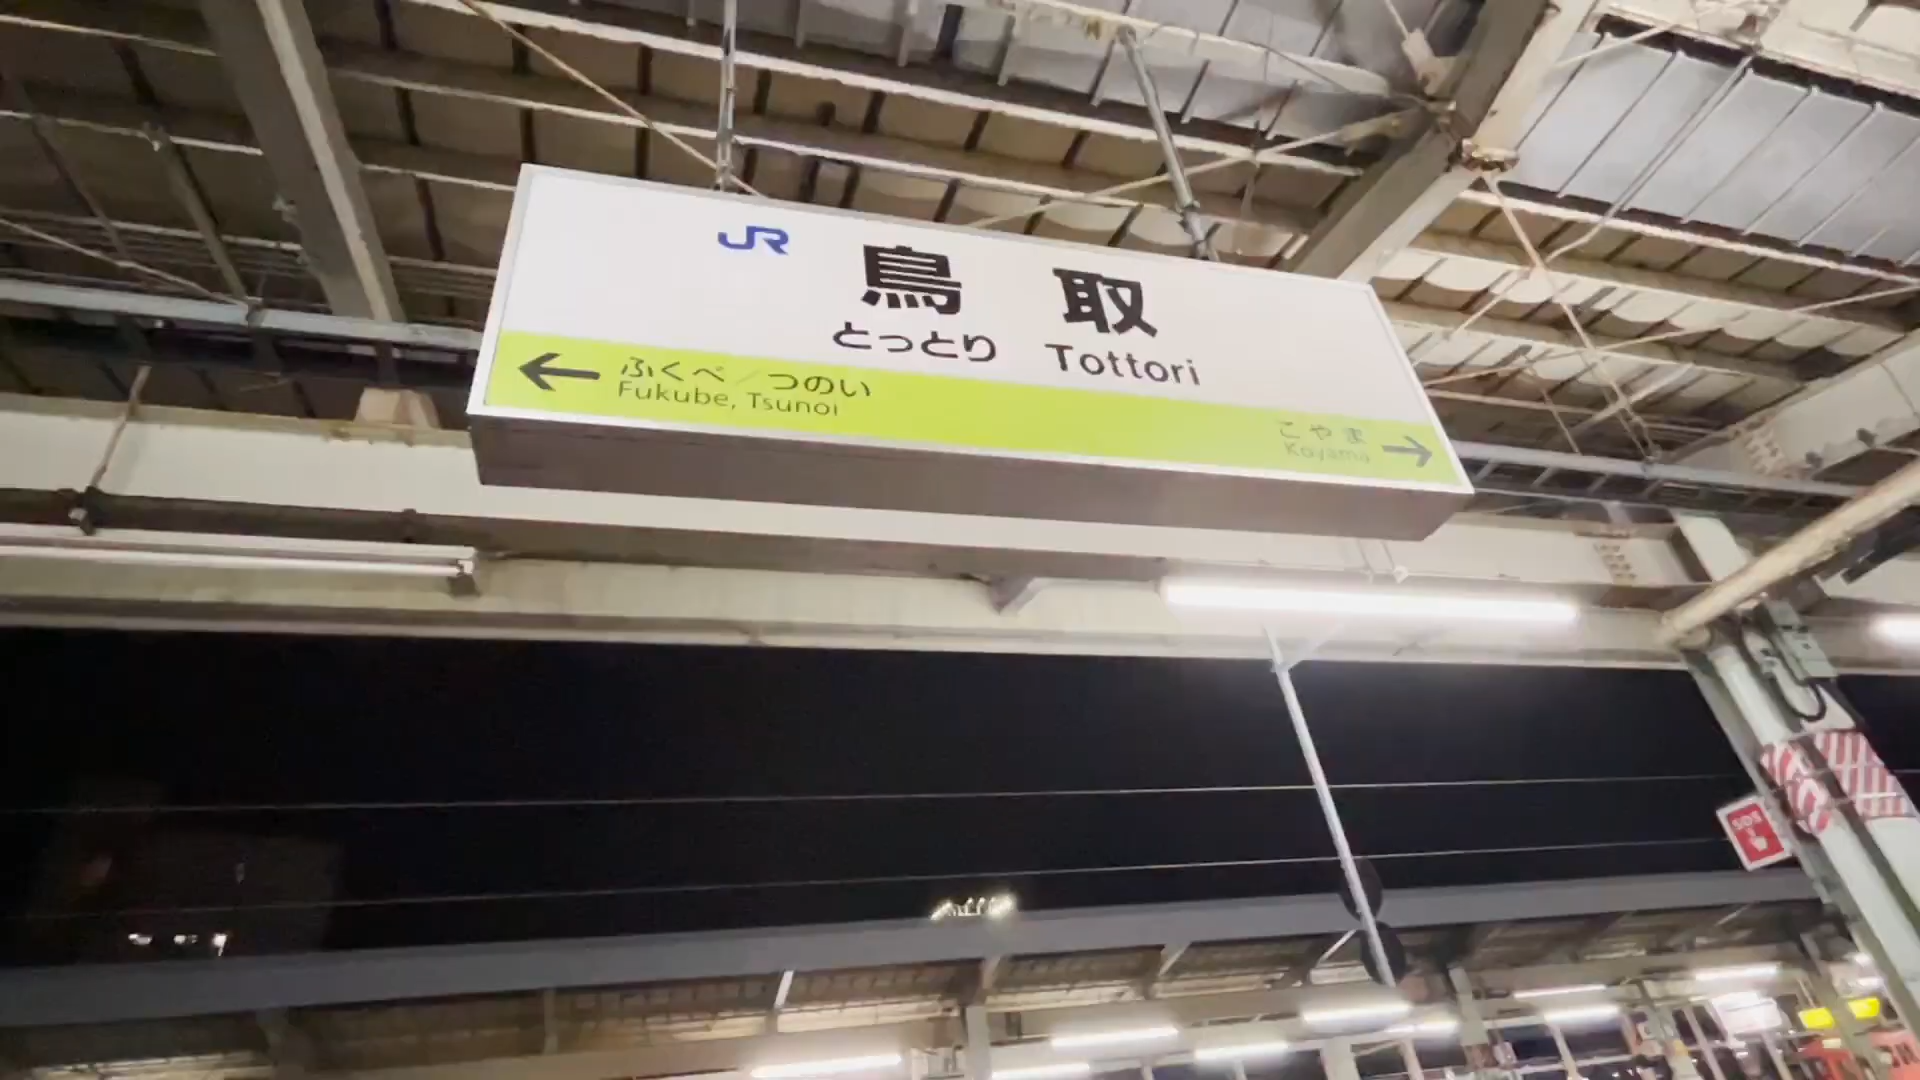 JR 鳥取
とっとり Tottori
← ふくべ／つのい
Fukube, Tsunoi
こやま →
Koyama
SOS